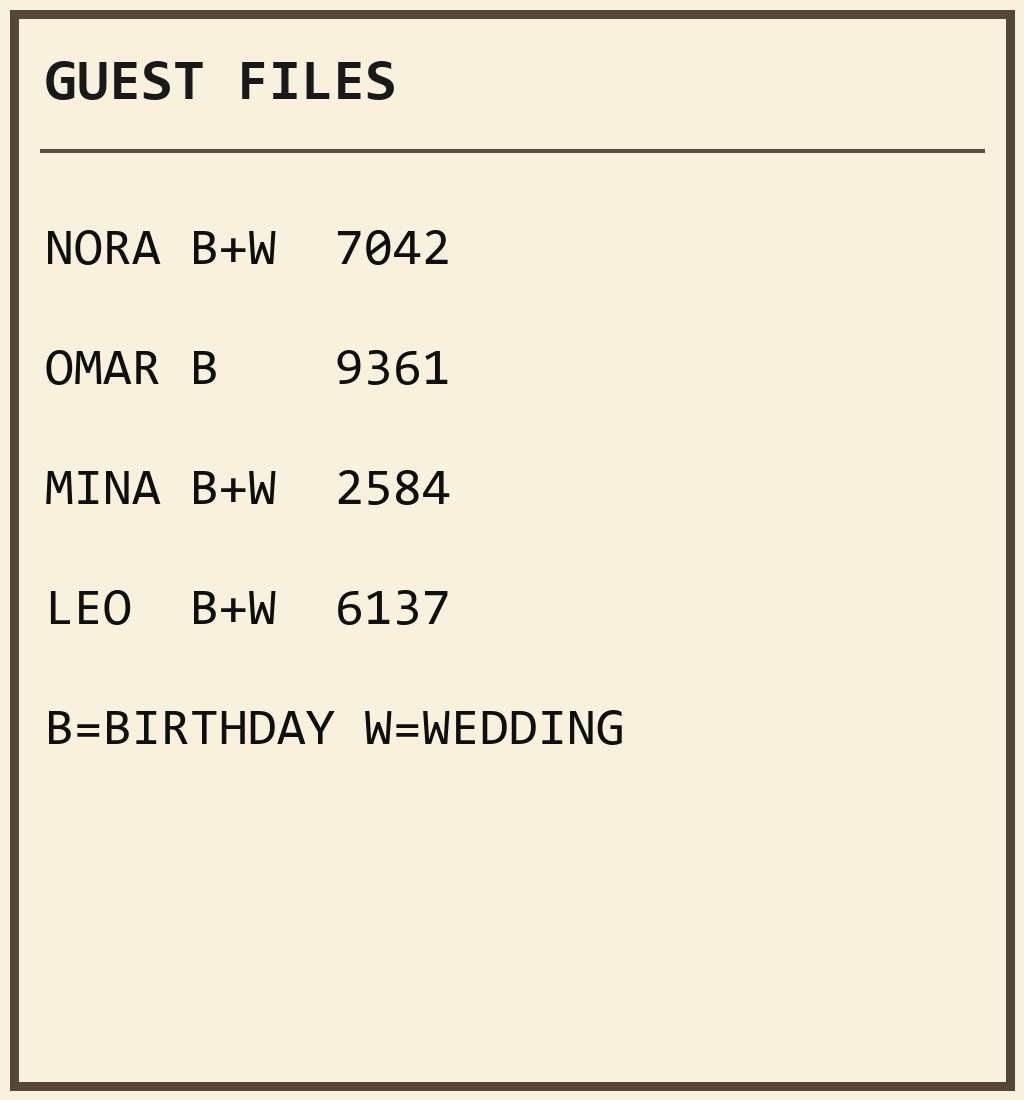 GUEST FILES
NORA B+W  7042
OMAR B    9361
MINA B+W  2584
LEO  B+W  6137
B=BIRTHDAY W=WEDDING